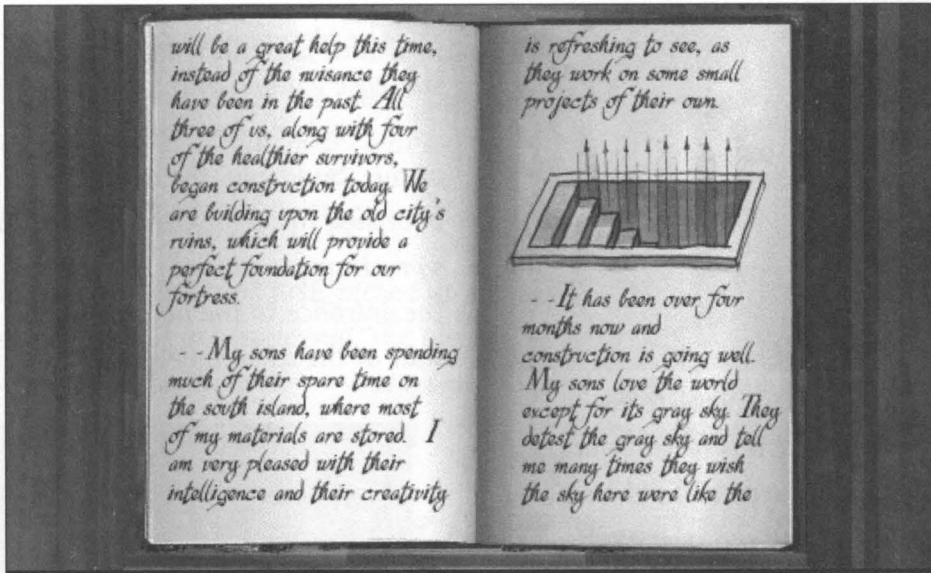 will be a great help this time,
instead of the nuisance they
have been in the past. All
three of us, along with four
of the healthier survivors,
began construction today. We
are building upon the old city's
ruins, which will provide a
perfect foundation for our
fortress.
- - My sons have been spending
much of their spare time on
the south island, where most
of my materials are stored. I
am very pleased with their
intelligence and their creativity
is refreshing to see, as
they work on some small
projects of their own.
- - It has been over four
months now and
construction is going well.
My sons love the world
except for its gray sky. They
detest the gray sky and tell
me many times they wish
the sky here were like the